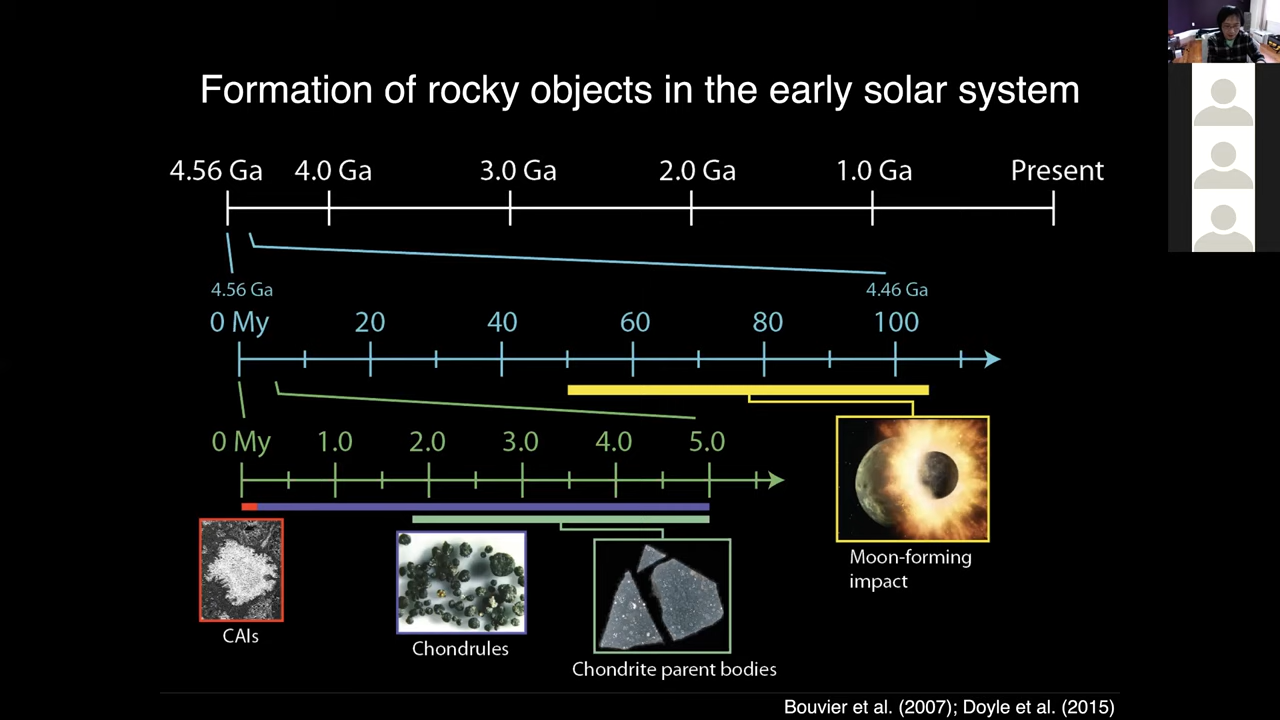 Formation of rocky objects in the early solar system
4.56 Ga 4.0 Ga 3.0 Ga 2.0 Ga 1.0 Ga Present
4.56 Ga 4.46 Ga
0 My 20 40 60 80 100
0 My 1.0 2.0 3.0 4.0 5.0
Moon-forming
impact
CAIs
Chondrules
Chondrite parent bodies
Bouvier et al. (2007); Doyle et al. (2015)